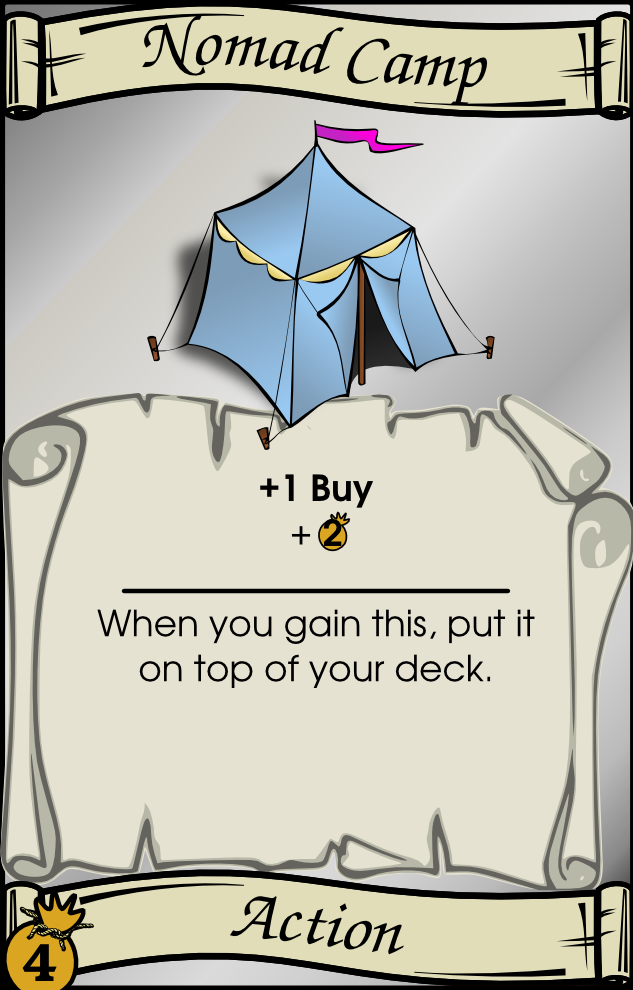 Nomad Camp
+1 Buy
+ 2
When you gain this, put it
on top of your deck.
Action
4